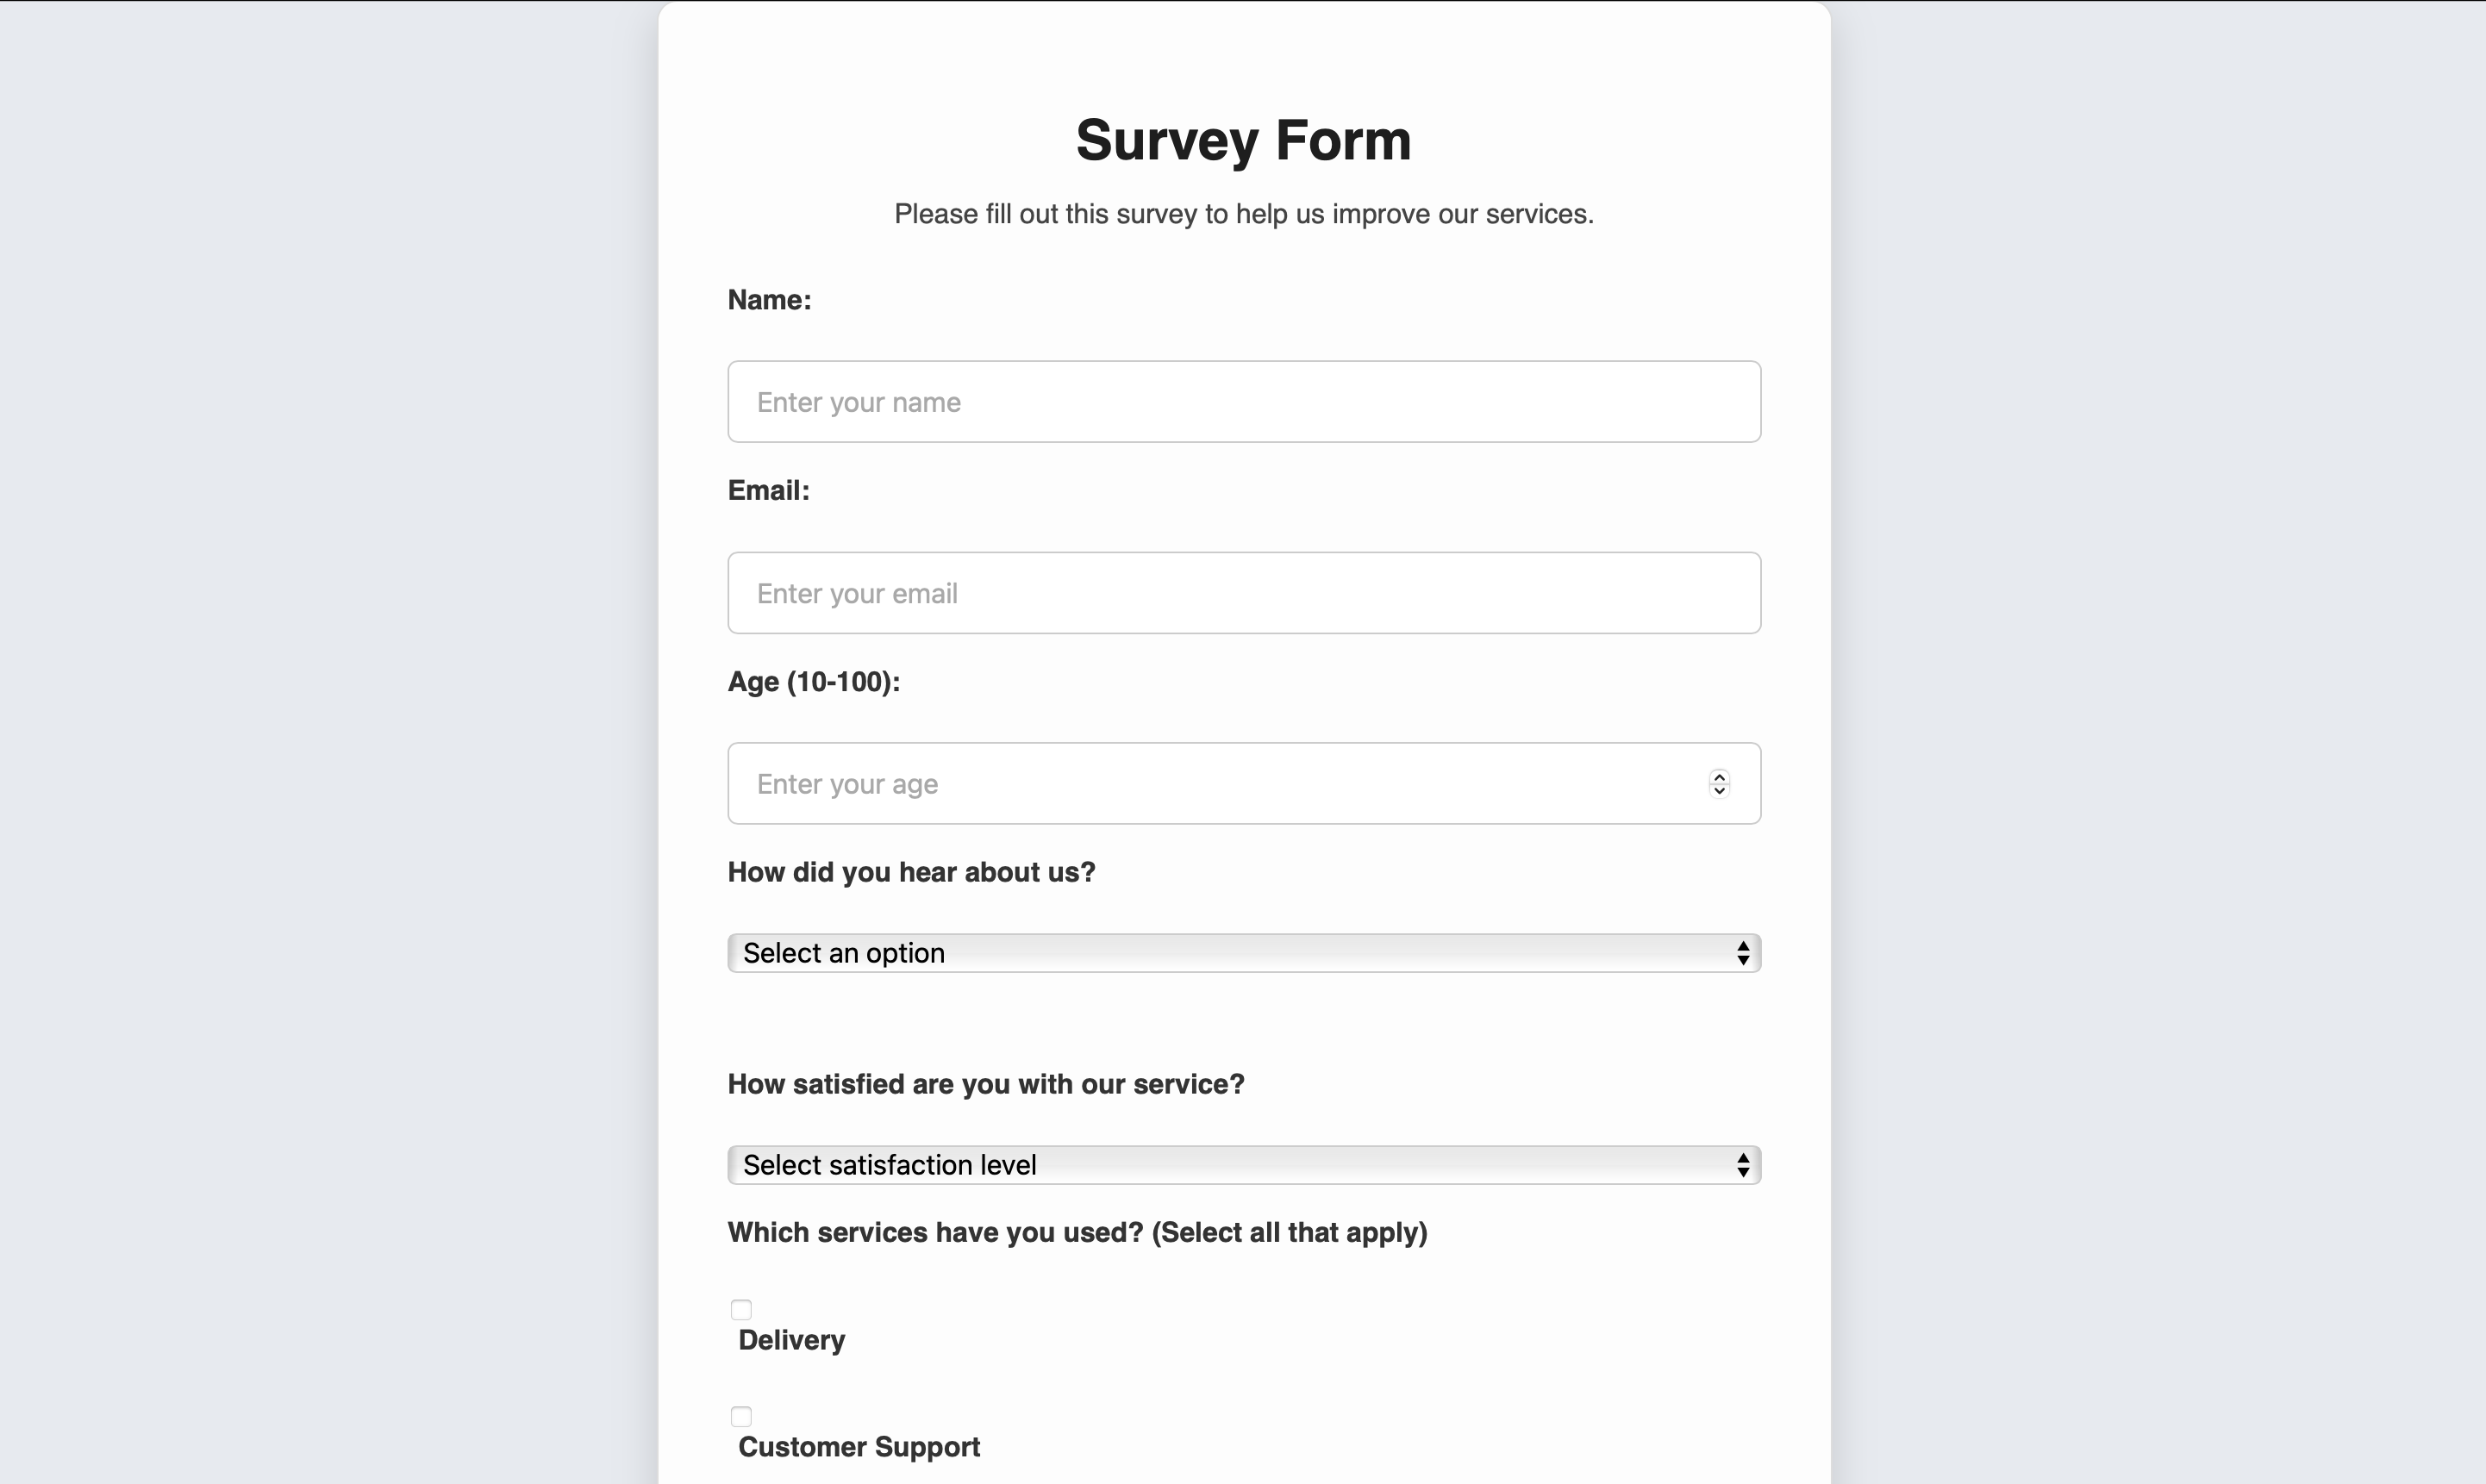 Survey Form
Please fill out this survey to help us improve our services.
Name:
Enter your name
Email:
Enter your email
Age (10-100):
Enter your age
How did you hear about us?
Select an option
How satisfied are you with our service?
Select satisfaction level
Which services have you used? (Select all that apply)
Delivery
Customer Support